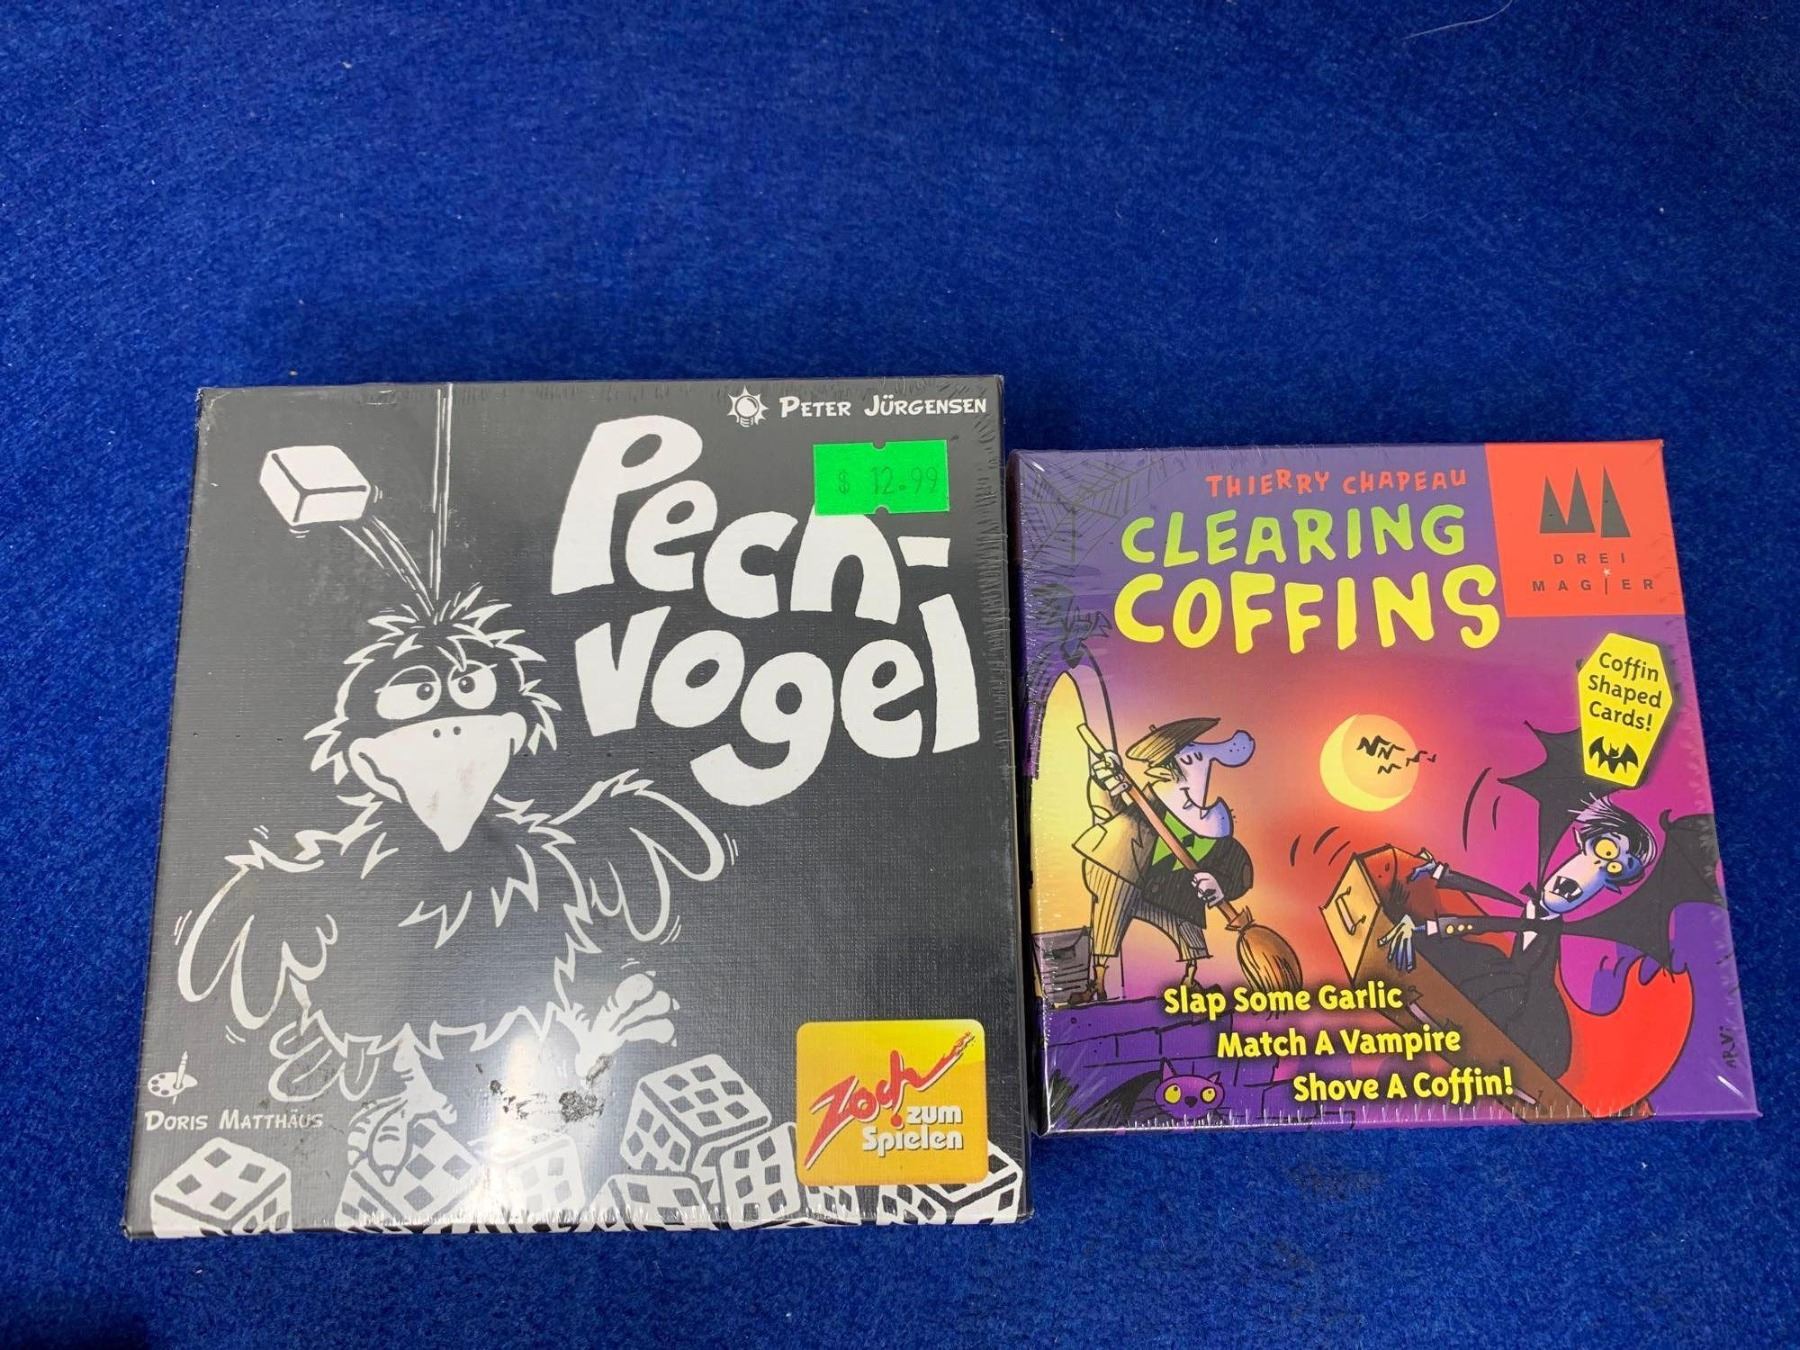 PETER JÜRGENSEN
$ 12.99
Pech-
vogel
DORIS MATTHÄUS
Zoch
zum
Spielen
THIERRY CHAPEAU
CLEARING
COFFINS
DREI
MAGIER
Coffin
Shaped
Cards!
Slap Some Garlic
Match A Vampire
Shove A Coffin!
ARVi